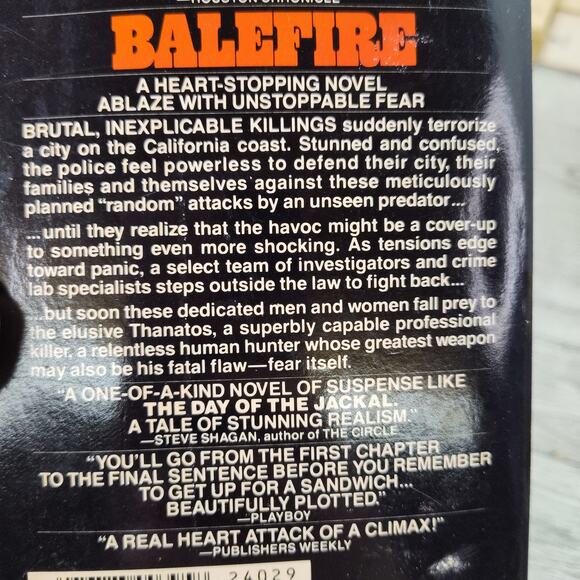 —HOUSTON CHRONICLE
BALEFIRE
A HEART-STOPPING NOVEL
ABLAZE WITH UNSTOPPABLE FEAR
BRUTAL, INEXPLICABLE KILLINGS suddenly terrorize
a city on the California coast. Stunned and confused,
the police feel powerless to defend their city, their
families and themselves against these meticulously
planned "random" attacks by an unseen predator...
...until they realize that the havoc might be a cover-up
to something even more shocking. As tensions edge
toward panic, a select team of investigators and crime
lab specialists steps outside the law to fight back...
...but soon these dedicated men and women fall prey to
the elusive Thanatos, a superbly capable professional
killer, a relentless human hunter whose greatest weapon
may also be his fatal flaw—fear itself.
"A ONE-OF-A-KIND NOVEL OF SUSPENSE LIKE
THE DAY OF THE JACKAL.
A TALE OF STUNNING REALISM."
—STEVE SHAGAN, author of THE CIRCLE
"YOU'LL GO FROM THE FIRST CHAPTER
TO THE FINAL SENTENCE BEFORE YOU REMEMBER
TO GET UP FOR A SANDWICH...
BEAUTIFULLY PLOTTED."
—PLAYBOY
"A REAL HEART ATTACK OF A CLIMAX!"
—PUBLISHERS WEEKLY
24029